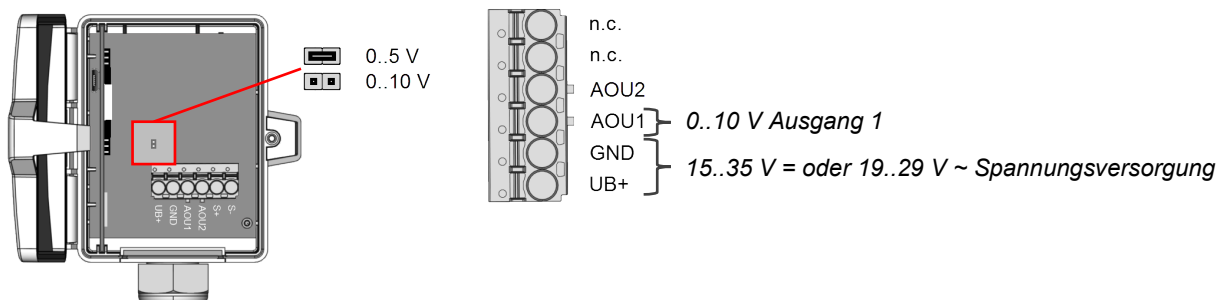 0..5 V
0..10 V
UB+
GND
AOU1
AOU2
S+
S-
n.c.
n.c.
AOU2
AOU1 0..10 V Ausgang 1
GND
15..35 V = oder 19..29 V ~ Spannungsversorgung
UB+